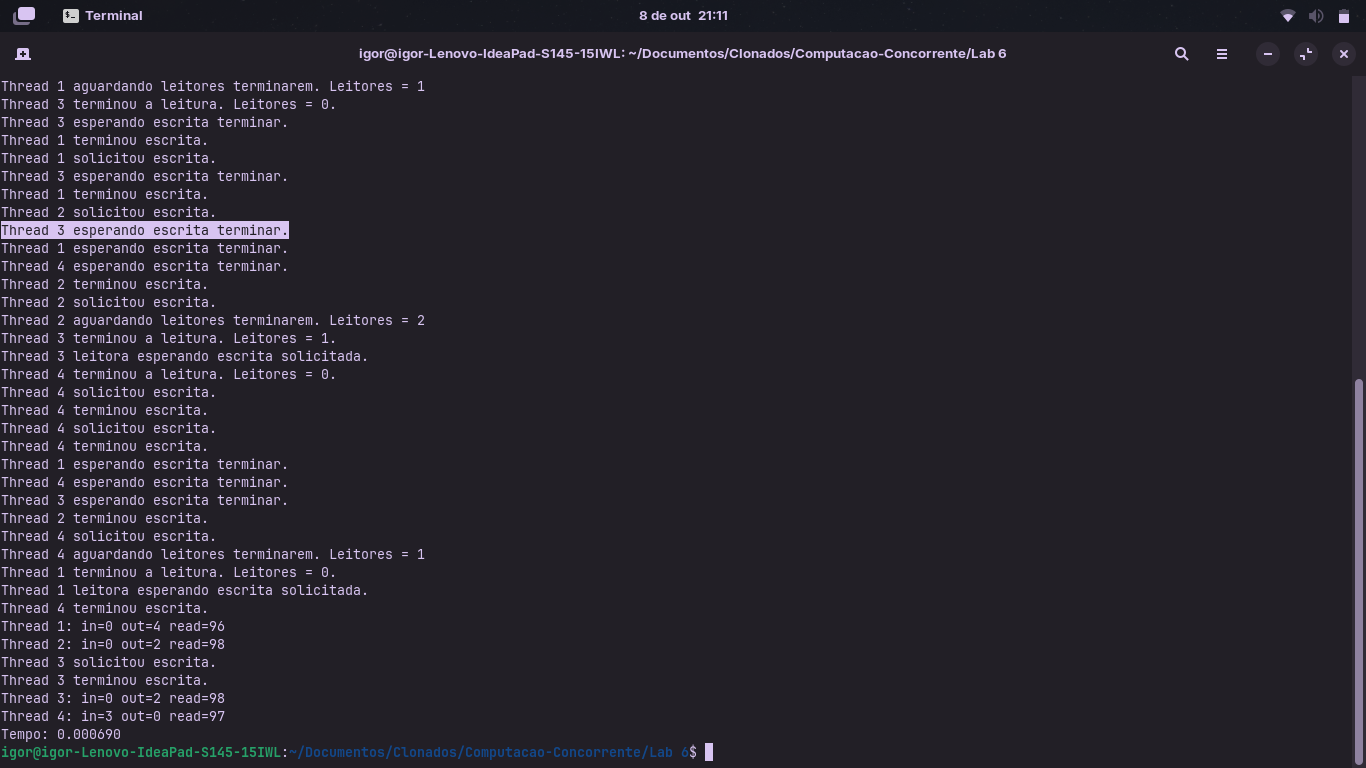 Terminal
8 de out 21:11
igor@igor-Lenovo-IdeaPad-S145-15IWL: ~/Documentos/Clonados/Computacao-Concorrente/Lab 6
Thread 1 aguardando leitores terminarem. Leitores = 1
Thread 3 terminou a leitura. Leitores = 0.
Thread 3 esperando escrita terminar.
Thread 1 terminou escrita.
Thread 1 solicitou escrita.
Thread 3 esperando escrita terminar.
Thread 1 terminou escrita.
Thread 2 solicitou escrita.
Thread 3 esperando escrita terminar.
Thread 1 esperando escrita terminar.
Thread 4 esperando escrita terminar.
Thread 2 terminou escrita.
Thread 2 solicitou escrita.
Thread 2 aguardando leitores terminarem. Leitores = 2
Thread 3 terminou a leitura. Leitores = 1.
Thread 3 leitora esperando escrita solicitada.
Thread 4 terminou a leitura. Leitores = 0.
Thread 4 solicitou escrita.
Thread 4 terminou escrita.
Thread 4 solicitou escrita.
Thread 4 terminou escrita.
Thread 1 esperando escrita terminar.
Thread 4 esperando escrita terminar.
Thread 3 esperando escrita terminar.
Thread 2 terminou escrita.
Thread 4 solicitou escrita.
Thread 4 aguardando leitores terminarem. Leitores = 1
Thread 1 terminou a leitura. Leitores = 0.
Thread 1 leitora esperando escrita solicitada.
Thread 4 terminou escrita.
Thread 1: in=0 out=4 read=96
Thread 2: in=0 out=2 read=98
Thread 3 solicitou escrita.
Thread 3 terminou escrita.
Thread 3: in=0 out=2 read=98
Thread 4: in=3 out=0 read=97
Tempo: 0.000690
igor@igor-Lenovo-IdeaPad-S145-15IWL:~/Documentos/Clonados/Computacao-Concorrente/Lab 6$